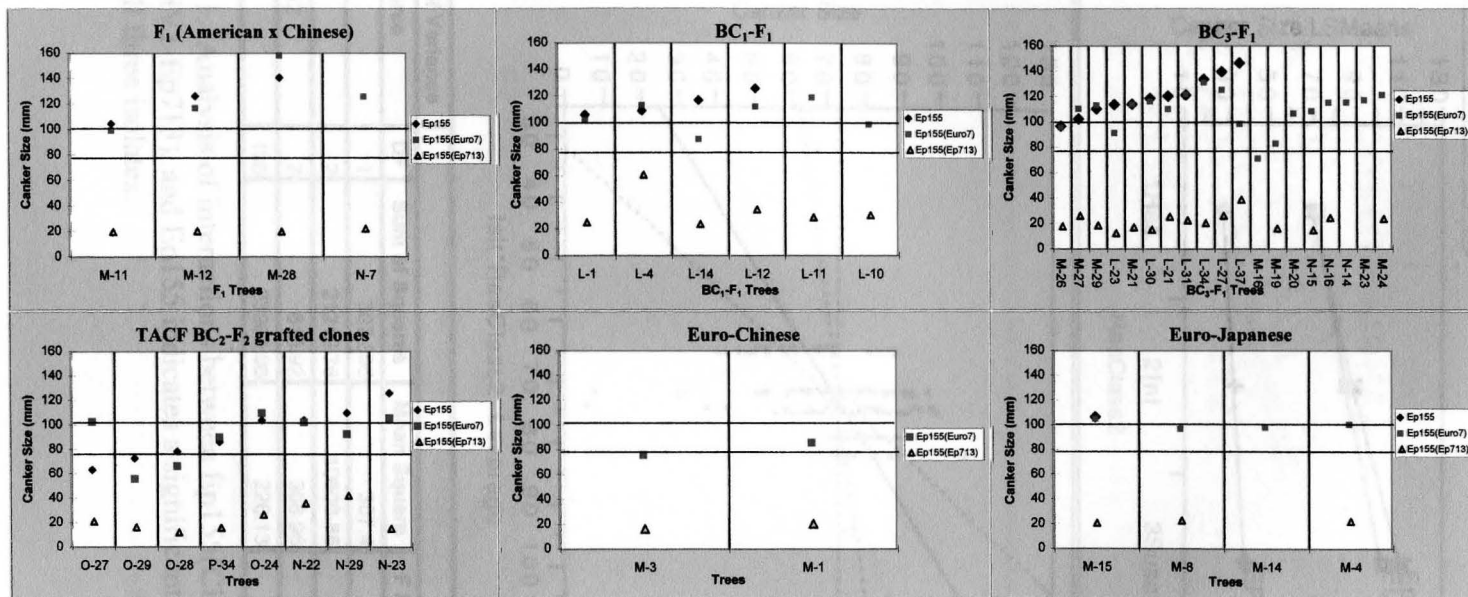 F1 (American x Chinese)
Canker Size (mm)
160
140
120
100
80
60
40
20
0
M-11 M-12 M-28 N-7
F1 Trees
Ep155
Ep155(Euro7)
Ep155(Ep713)
BC1-F1
Canker Size (mm)
160
140
120
100
80
60
40
20
0
L-1 L-4 L-14 L-12 L-11 L-10
BC1-F1 Trees
Ep155
Ep155(Euro7)
Ep155(Ep713)
BC3-F1
Canker Size (mm)
160
140
120
100
80
60
40
20
0
M-26 M-27 M-29 L-23 M-21 L-30 L-21 L-31 L-34 L-27 L-37 M-16B M-19 M-20 N-15 N-16 N-14 M-23 M-24
BC3-F1 Trees
Ep155
Ep155(Euro7)
Ep155(Ep713)
TACF BC2-F2 grafted clones
Canker Size (mm)
160
140
120
100
80
60
40
20
0
O-27 O-29 O-28 P-34 O-24 N-22 N-29 N-23
Trees
Ep155
Ep155(Euro7)
Ep155(Ep713)
Euro-Chinese
Canker Size (mm)
160
140
120
100
80
60
40
20
0
M-3 M-1
Trees
Ep155
Ep155(Euro7)
Ep155(Ep713)
Euro-Japanese
Canker Size (mm)
160
140
120
100
80
60
40
20
0
M-15 M-8 M-14 M-4
Trees
Ep155
Ep155(Euro7)
Ep155(Ep713)